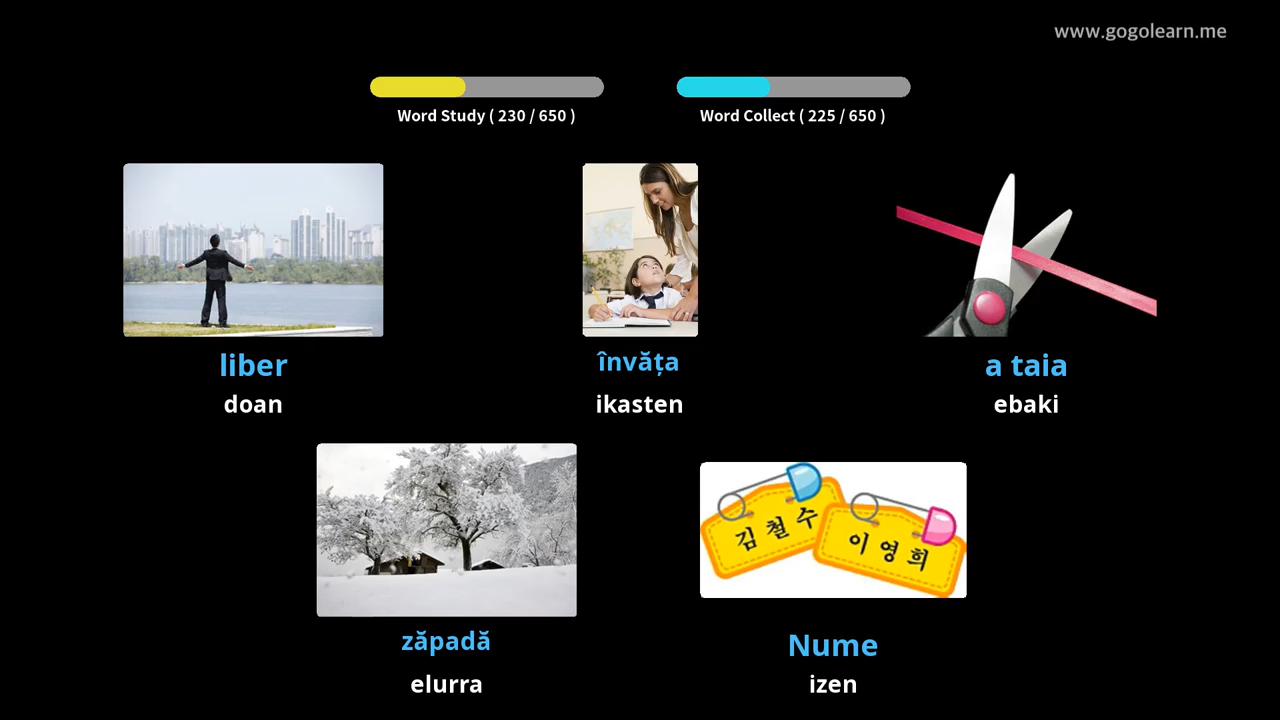 www.gogolearn.me
Word Study ( 230 / 650 )
Word Collect ( 225 / 650 )
liber
doan
învăța
ikasten
a taia
ebaki
김철수
이영희
zăpadă
elurra
Nume
izen